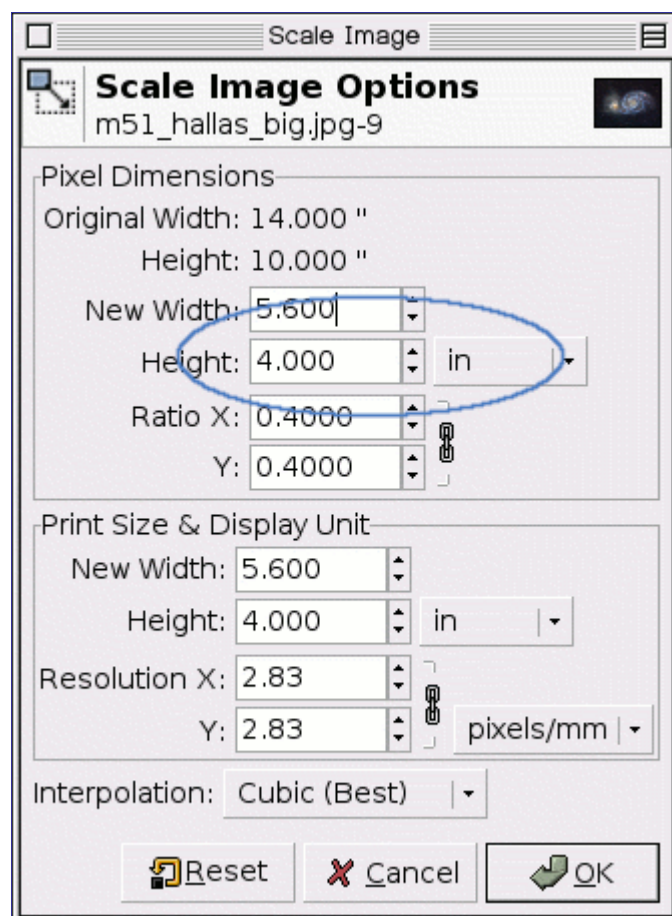 Scale Image
Scale Image Options
m51_hallas_big.jpg-9
Pixel Dimensions
Original Width: 14.000 "
Height: 10.000 "
New Width: 5.600
Height: 4.000 in
Ratio X: 0.4000
Y: 0.4000
Print Size & Display Unit
New Width: 5.600
Height: 4.000 in
Resolution X: 2.83
Y: 2.83 pixels/mm
Interpolation: Cubic (Best)
Reset Cancel OK